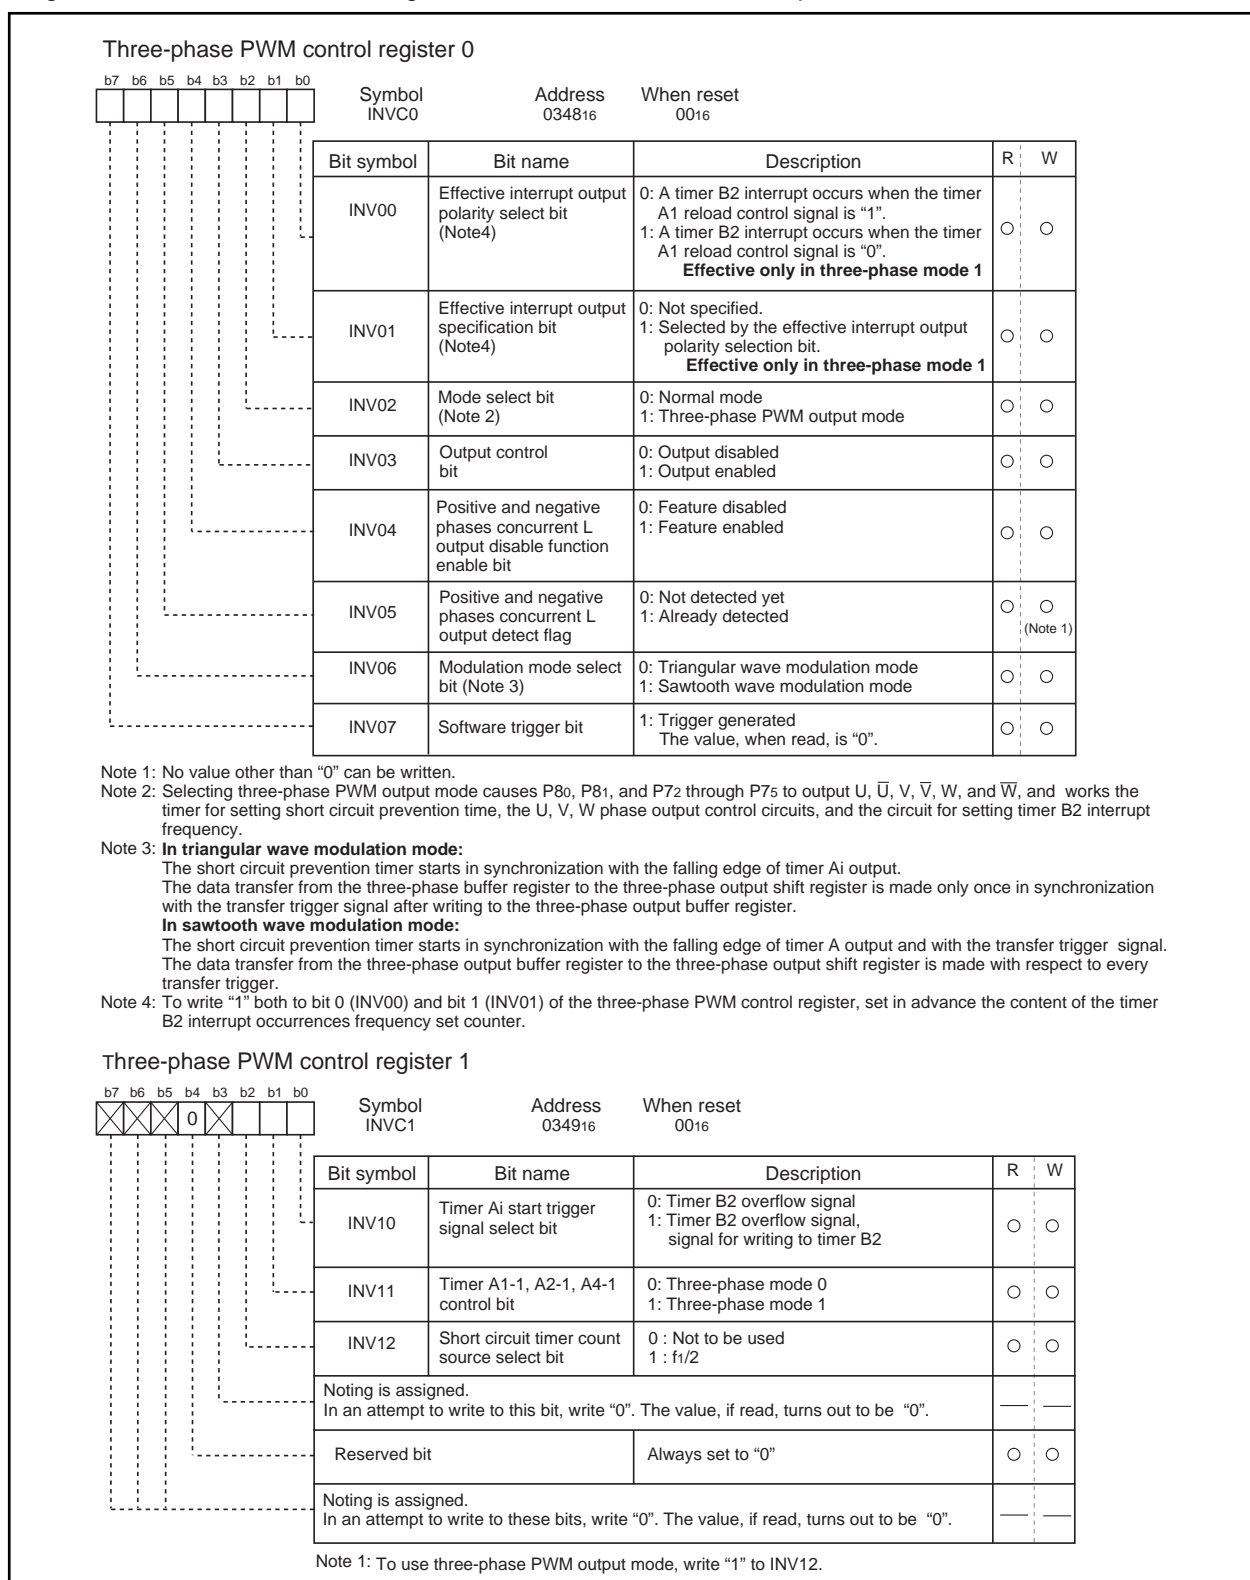 Three-phase PWM control register 0
b7 b6 b5 b4 b3 b2 b1 b0
Symbol Address When reset
INVC0 034816 0016
Bit symbol Bit name Description R W
INV00 Effective interrupt output 0: A timer B2 interrupt occurs when the timer
polarity select bit A1 reload control signal is “1”.
(Note4) 1: A timer B2 interrupt occurs when the timer
A1 reload control signal is “0”.
Effective only in three-phase mode 1
INV01 Effective interrupt output 0: Not specified.
specification bit 1: Selected by the effective interrupt output
(Note4) polarity selection bit.
Effective only in three-phase mode 1
INV02 Mode select bit 0: Normal mode
(Note 2) 1: Three-phase PWM output mode
INV03 Output control 0: Output disabled
bit 1: Output enabled
INV04 Positive and negative 0: Feature disabled
phases concurrent L 1: Feature enabled
output disable function
enable bit
INV05 Positive and negative 0: Not detected yet
phases concurrent L 1: Already detected
output detect flag (Note 1)
INV06 Modulation mode select 0: Triangular wave modulation mode
bit (Note 3) 1: Sawtooth wave modulation mode
INV07 Software trigger bit 1: Trigger generated
The value, when read, is “0”.
Note 1: No value other than “0” can be written.
Note 2: Selecting three-phase PWM output mode causes P80, P81, and P72 through P75 to output U, U̅, V, V̅, W, and W̅, and works the
timer for setting short circuit prevention time, the U, V, W phase output control circuits, and the circuit for setting timer B2 interrupt
frequency.
Note 3: In triangular wave modulation mode:
The short circuit prevention timer starts in synchronization with the falling edge of timer Ai output.
The data transfer from the three-phase buffer register to the three-phase output shift register is made only once in synchronization
with the transfer trigger signal after writing to the three-phase output buffer register.
In sawtooth wave modulation mode:
The short circuit prevention timer starts in synchronization with the falling edge of timer A output and with the transfer trigger signal.
The data transfer from the three-phase output buffer register to the three-phase output shift register is made with respect to every
transfer trigger.
Note 4: To write “1” both to bit 0 (INV00) and bit 1 (INV01) of the three-phase PWM control register, set in advance the content of the timer
B2 interrupt occurrences frequency set counter.
Three-phase PWM control register 1
b7 b6 b5 b4 b3 b2 b1 b0
0
Symbol Address When reset
INVC1 034916 0016
Bit symbol Bit name Description R W
INV10 Timer Ai start trigger 0: Timer B2 overflow signal
signal select bit 1: Timer B2 overflow signal,
signal for writing to timer B2
INV11 Timer A1-1, A2-1, A4-1 0: Three-phase mode 0
control bit 1: Three-phase mode 1
INV12 Short circuit timer count 0 : Not to be used
source select bit 1 : f1/2
Noting is assigned.
In an attempt to write to this bit, write “0”. The value, if read, turns out to be “0”.
Reserved bit Always set to “0”
Noting is assigned.
In an attempt to write to these bits, write “0”. The value, if read, turns out to be “0”.
Note 1: To use three-phase PWM output mode, write “1” to INV12.